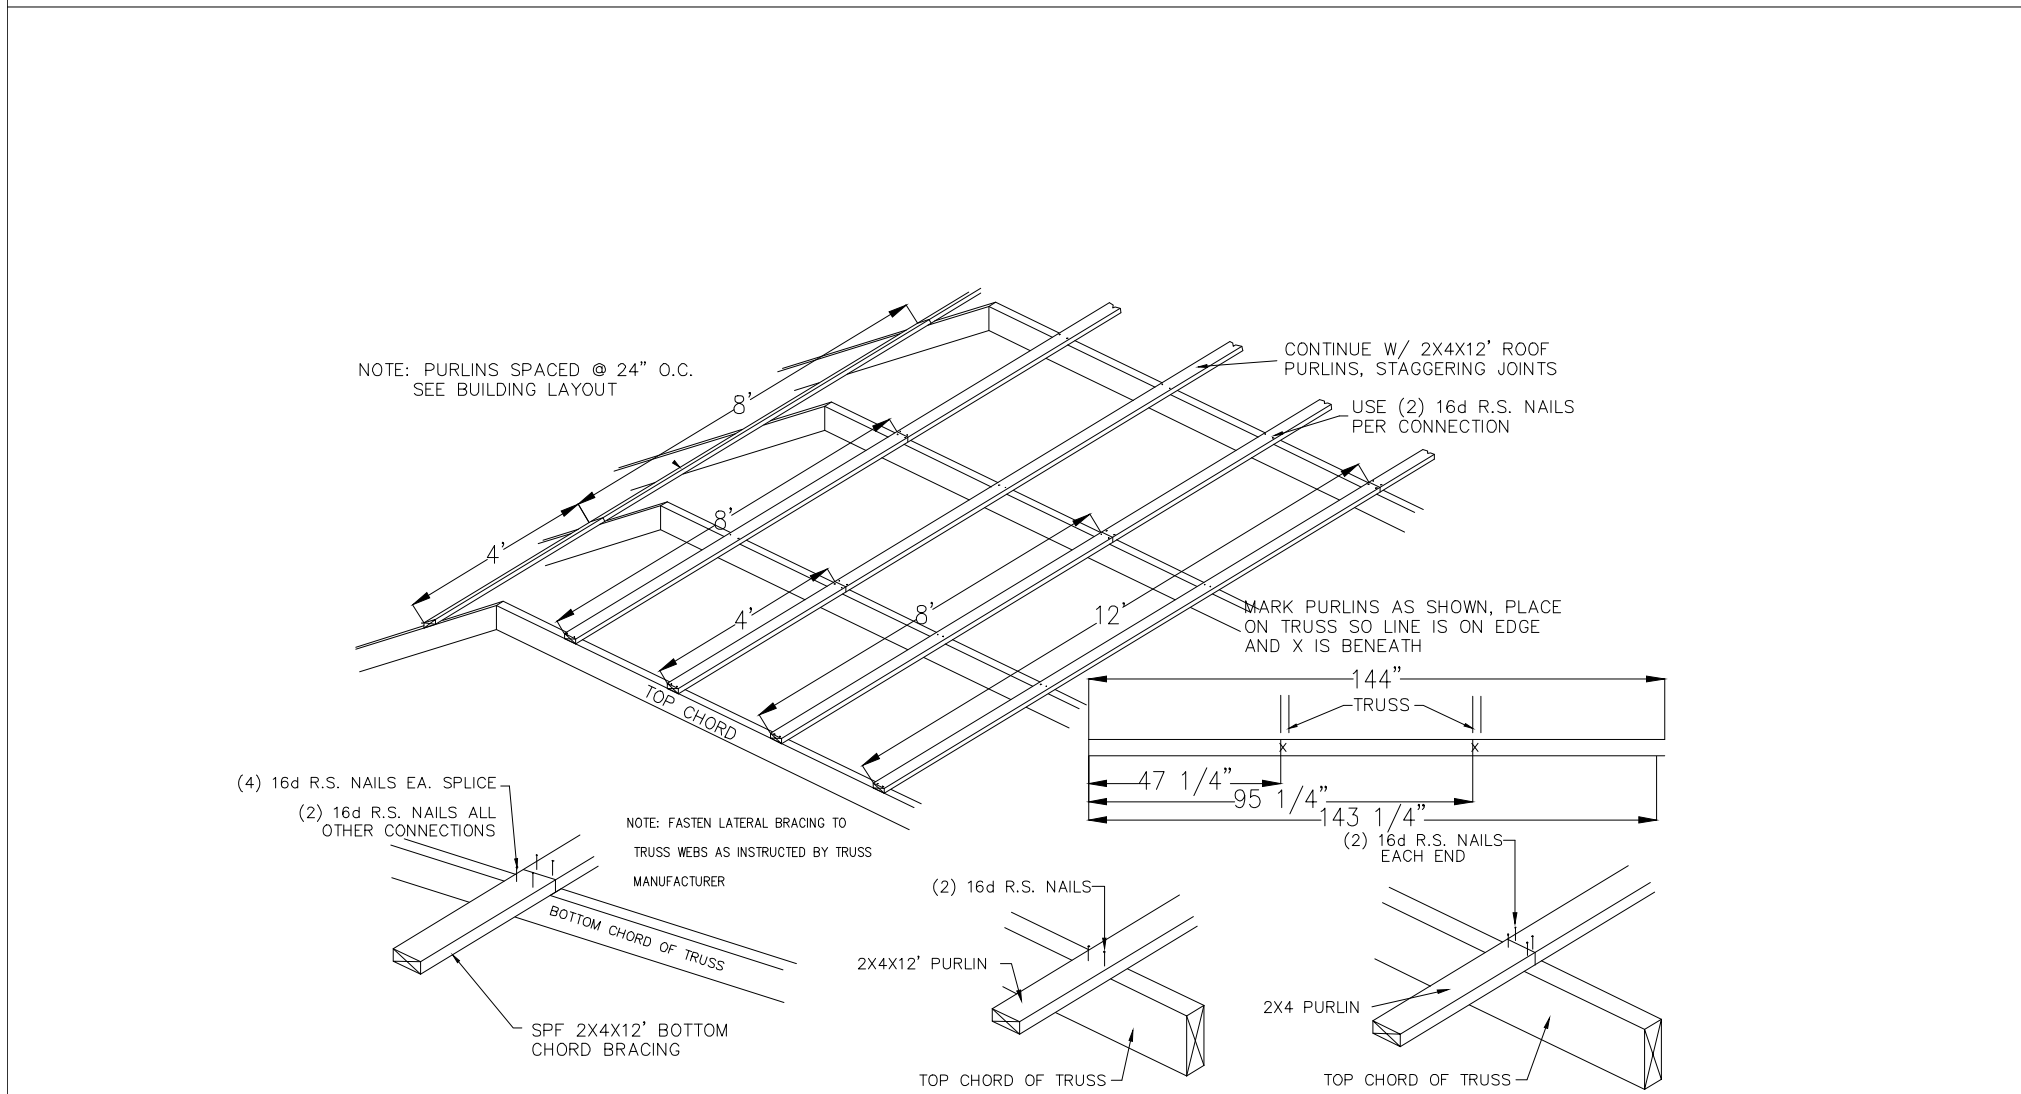 NOTE: PURLINS SPACED @ 24" O.C.
SEE BUILDING LAYOUT
CONTINUE W/ 2X4X12' ROOF
PURLINS, STAGGERING JOINTS
USE (2) 16d R.S. NAILS
PER CONNECTION
8'
8'
4'
4'
8'
12'
MARK PURLINS AS SHOWN, PLACE
ON TRUSS SO LINE IS ON EDGE
AND X IS BENEATH
TOP CHORD
144"
TRUSS
X
X
47 1/4"
95 1/4"
143 1/4"
(4) 16d R.S. NAILS EA. SPLICE
(2) 16d R.S. NAILS ALL
OTHER CONNECTIONS
NOTE: FASTEN LATERAL BRACING TO
TRUSS WEBS AS INSTRUCTED BY TRUSS
MANUFACTURER
BOTTOM CHORD OF TRUSS
SPF 2X4X12' BOTTOM
CHORD BRACING
(2) 16d R.S. NAILS
2X4X12' PURLIN
TOP CHORD OF TRUSS
(2) 16d R.S. NAILS
EACH END
2X4 PURLIN
TOP CHORD OF TRUSS